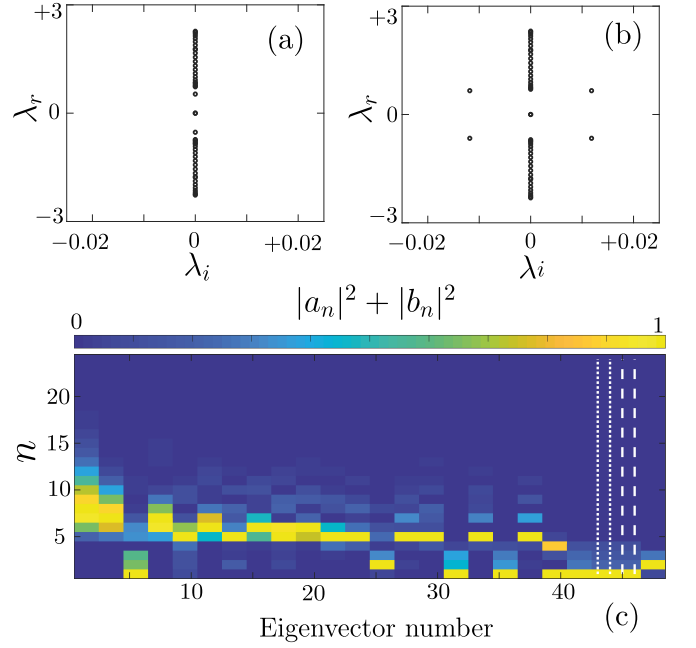 +3 (a) +3 (b)
λr 0 λr 0
−3 −3
−0.02 0 +0.02 −0.02 0 +0.02
λi λi
|an|² + |bn|²
0 1
20
15
n
10
5
10 20 30 40
Eigenvector number (c)